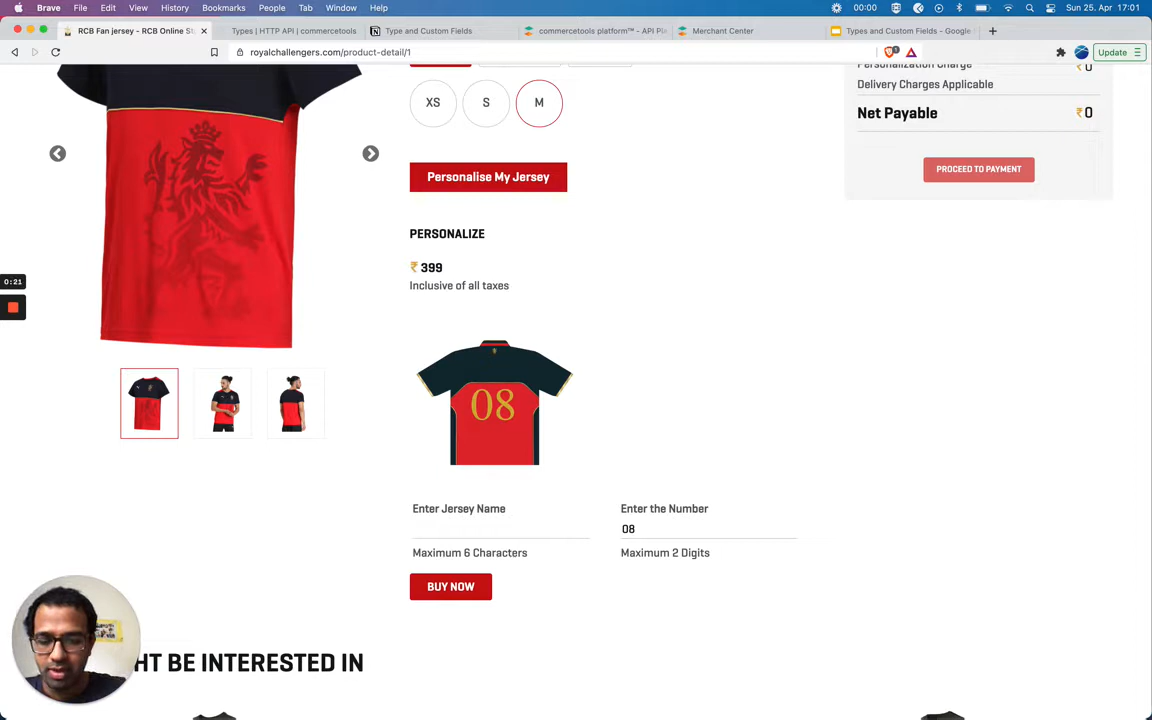 Brave File Edit View History Bookmarks People Tab Window Help 00:00 Sun 25. Apr 17:01
RCB Fan jersey - RCB Online St Types | HTTP API | commercetools Type and Custom Fields commercetools platform™ - API Pl Merchant Center Types and Custom Fields - Google
royalchallengers.com/product-detail/1 1 Update
Personalization Charge ₹0
Delivery Charges Applicable
Net Payable ₹0
PROCEED TO PAYMENT
XS S M
Personalise My Jersey
PERSONALIZE
₹ 399
Inclusive of all taxes
0:21
08
Enter Jersey Name Enter the Number
08
Maximum 6 Characters Maximum 2 Digits
BUY NOW
HT BE INTERESTED IN